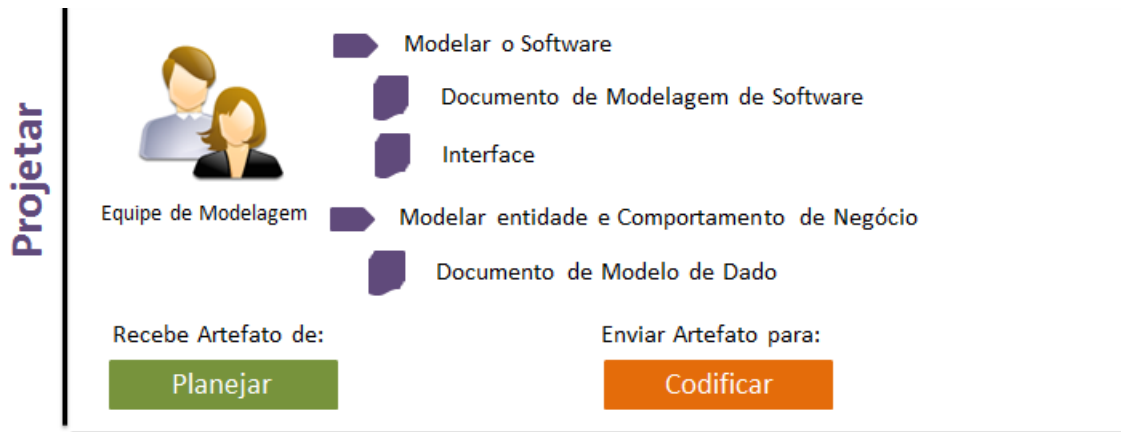 Projetar
Modelar o Software
Documento de Modelagem de Software
Interface
Equipe de Modelagem
Modelar entidade e Comportamento de Negócio
Documento de Modelo de Dado
Recebe Artefato de:
Enviar Artefato para:
Planejar
Codificar